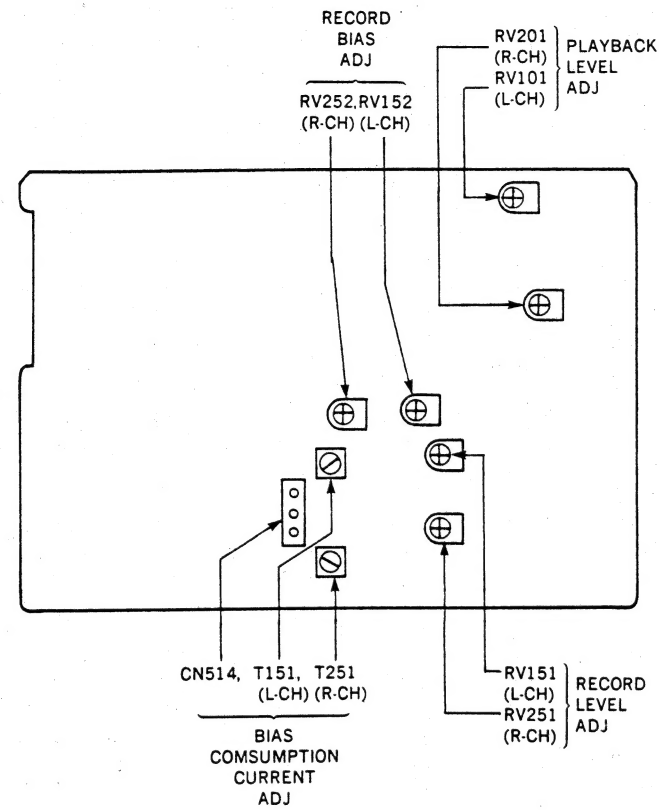 RECORD
BIAS
ADJ
RV252, RV152
(R-CH) (L-CH)
RV201
(R-CH)
RV101
(L-CH)
PLAYBACK
LEVEL
ADJ
CN514, T151, T251
(L-CH) (R-CH)
BIAS
COMSUMPTION
CURRENT
ADJ
RV151
(L-CH)
RV251
(R-CH)
RECORD
LEVEL
ADJ